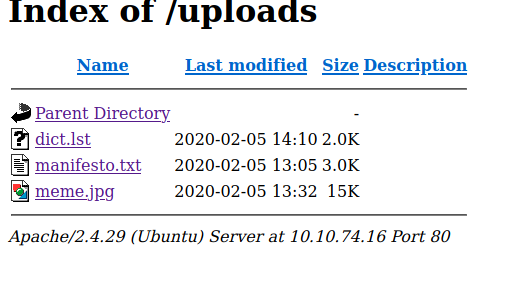 Index of /uploads
Name Last modified Size Description
Parent Directory -
dict.lst 2020-02-05 14:10 2.0K
manifesto.txt 2020-02-05 13:05 3.0K
meme.jpg 2020-02-05 13:32 15K
Apache/2.4.29 (Ubuntu) Server at 10.10.74.16 Port 80